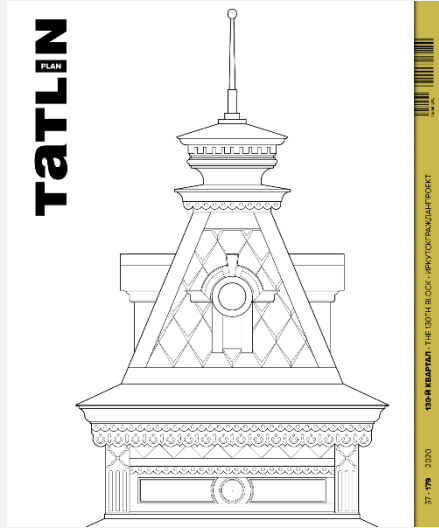 TaTLIN
PLAN
37 · 179 2020 130-Й КВАРТАЛ · THE 130TH BLOCK · ИРКУТСКГРАЖДАНПРОЕКТ